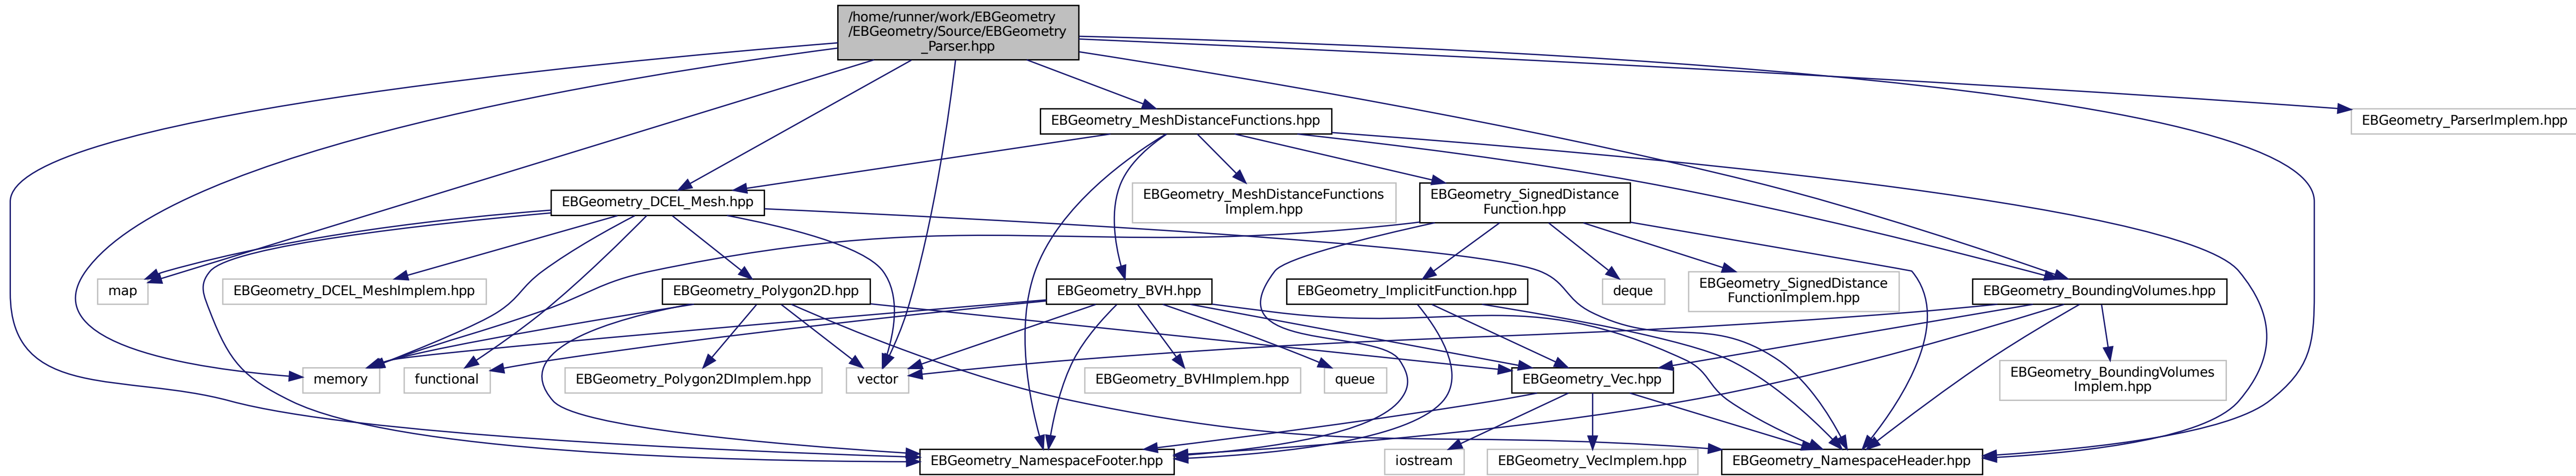 /home/runner/work/EBGeometry
/EBGeometry/Source/EBGeometry
_Parser.hpp
EBGeometry_MeshDistanceFunctions.hpp
EBGeometry_ParserImplem.hpp
EBGeometry_DCEL_Mesh.hpp
EBGeometry_MeshDistanceFunctions
Implem.hpp
EBGeometry_SignedDistance
Function.hpp
map
EBGeometry_DCEL_MeshImplem.hpp
EBGeometry_Polygon2D.hpp
EBGeometry_BVH.hpp
EBGeometry_ImplicitFunction.hpp
deque
EBGeometry_SignedDistance
FunctionImplem.hpp
EBGeometry_BoundingVolumes.hpp
memory
functional
EBGeometry_Polygon2DImplem.hpp
vector
EBGeometry_BVHImplem.hpp
queue
EBGeometry_Vec.hpp
EBGeometry_BoundingVolumes
Implem.hpp
EBGeometry_NamespaceFooter.hpp
iostream
EBGeometry_VecImplem.hpp
EBGeometry_NamespaceHeader.hpp